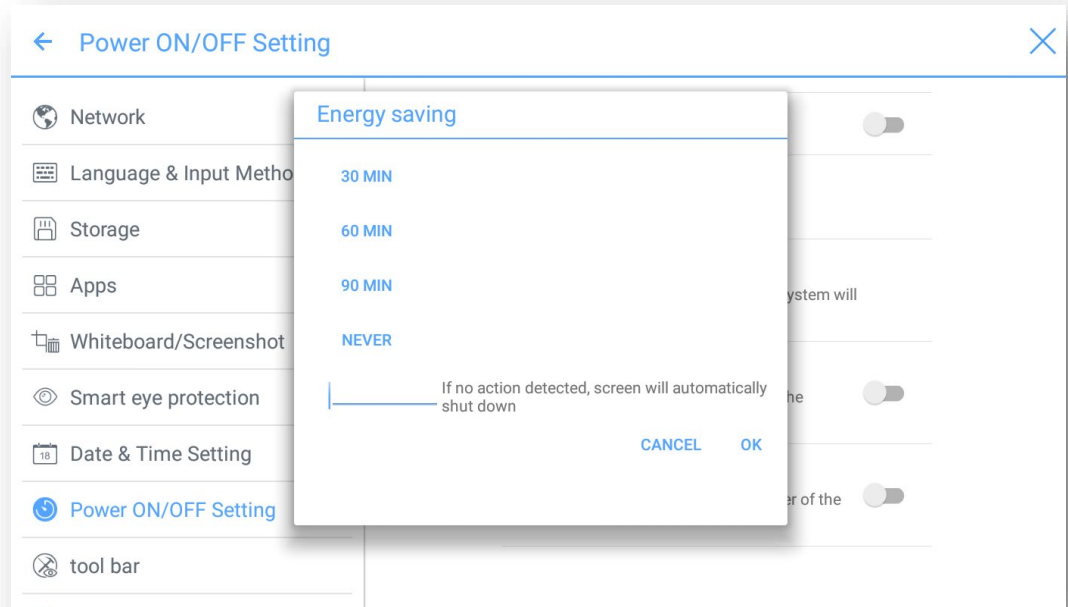 Power ON/OFF Setting
Network
Language & Input Metho
Storage
Apps
Whiteboard/Screenshot
Smart eye protection
18
Date & Time Setting
Power ON/OFF Setting
tool bar
Energy saving
30 MIN
60 MIN
90 MIN
NEVER
If no action detected, screen will automatically
shut down
CANCEL OK
ystem will
he
er of the